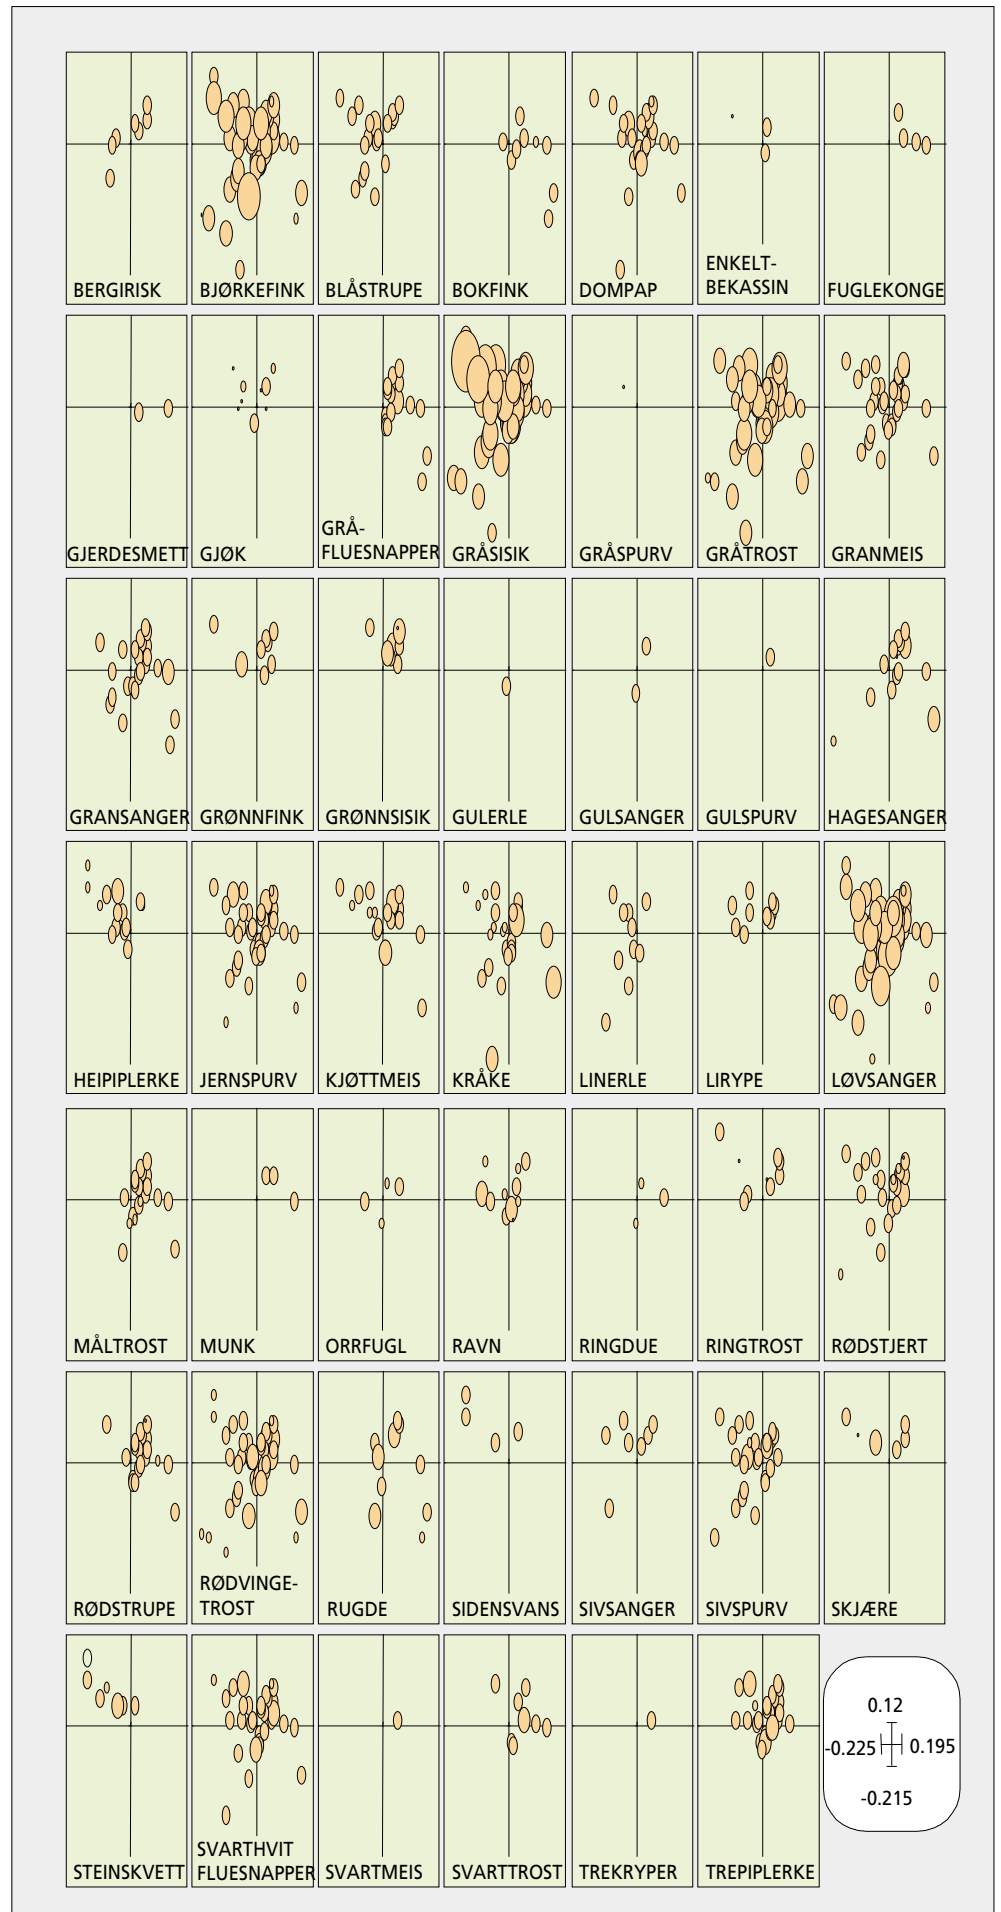 BERGIRISK
BJØRKEFINK
BLÅSTRUPE
BOKFINK
DOMPAP
ENKELT-
BEKASSIN
FUGLEKONGE
GJERDESMETT
GJØK
GRÅ-
FLUESNAPPER
GRÅSISIK
GRÅSPURV
GRÅTROST
GRANMEIS
GRANSANGER
GRØNNFINK
GRØNNSISIK
GULERLE
GULSANGER
GULSPURV
HAGESANGER
HEIPIPLERKE
JERNSPURV
KJØTTMEIS
KRÅKE
LINERLE
LIRYPE
LØVSANGER
MÅLTROST
MUNK
ORRFUGL
RAVN
RINGDUE
RINGTROST
RØDSTJERT
RØDSTRUPE
RØDVINGE-
TROST
RUGDE
SIDENSVANS
SIVSANGER
SIVSPURV
SKJÆRE
STEINSKVETT
SVARTHVIT
FLUESNAPPER
SVARTMEIS
SVARTTROST
TREKRYPER
TREPIPLERKE
0.12
-0.225 0.195
-0.215